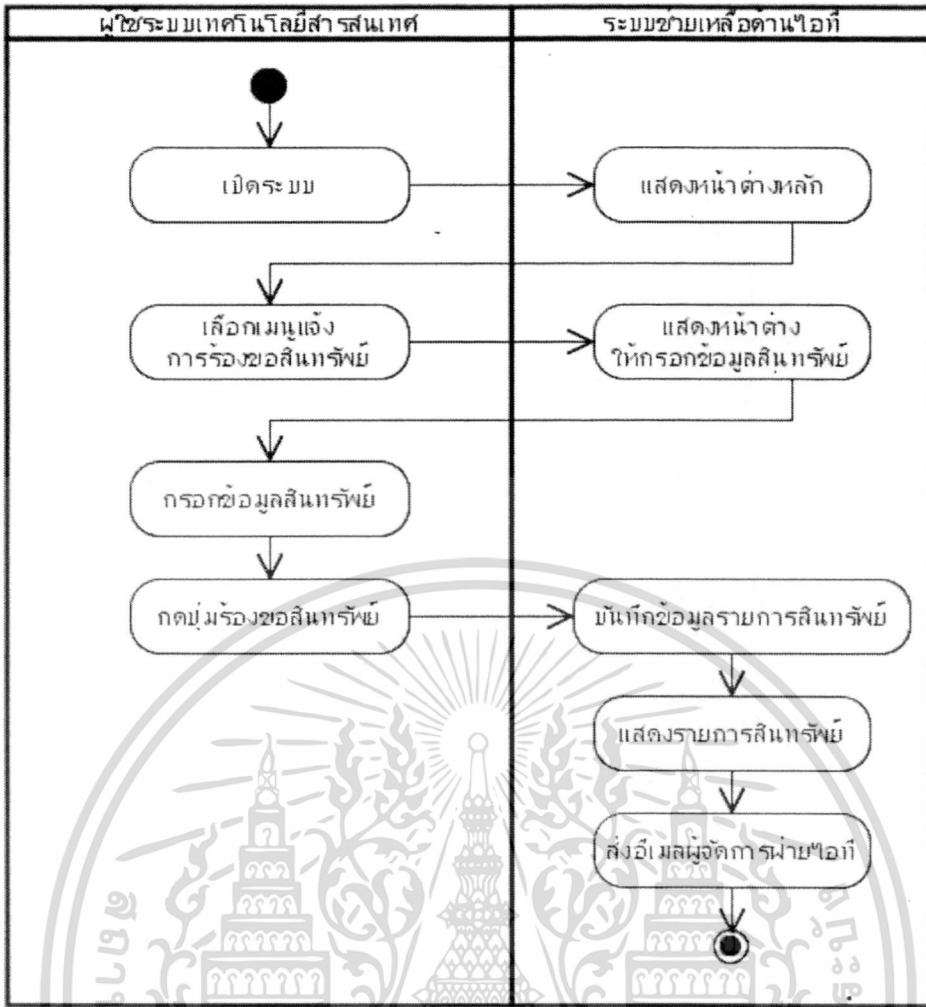 ผู้ใช้ระบบเทคโนโลยีสารสนเทศ
ระบบช่วยเหลือด้านไอที
เปิดระบบ
แสดงหน้าต่างหลัก
เลือกเมนูแจ้ง
การร้องขอสินทรัพย์
แสดงหน้าต่าง
ให้กรอกข้อมูลสินทรัพย์
กรอกข้อมูลสินทรัพย์
กดปุ่มร้องขอสินทรัพย์
บันทึกข้อมูลรายการสินทรัพย์
แสดงรายการสินทรัพย์
ส่งอีเมลผู้จัดการฝ่ายไอที